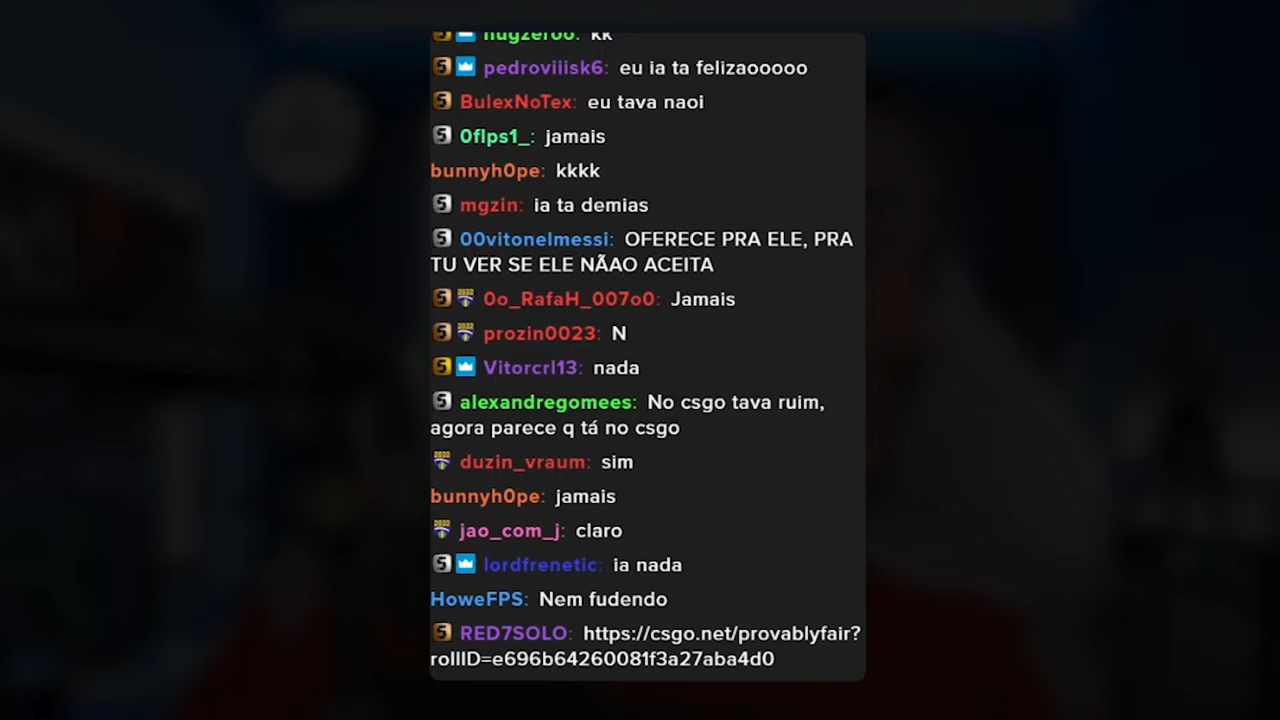 nugzeroo: kk
pedroviiisk6: eu ia ta felizaooooo
BulexNoTex: eu tava naoi
0flps1_: jamais
bunnyh0pe: kkkk
mgzin: ia ta demias
00vitonelmessi: OFERECE PRA ELE, PRA
TU VER SE ELE NÃAO ACEITA
0o_RafaH_007o0: Jamais
prozin0023: N
Vitorcrl13: nada
alexandregomees: No csgo tava ruim,
agora parece q tá no csgo
duzin_vraum: sim
bunnyh0pe: jamais
jao_com_j: claro
lordfrenetic: ia nada
HoweFPS: Nem fudendo
RED7SOLO: https://csgo.net/provablyfair?
rollID=e696b64260081f3a27aba4d0